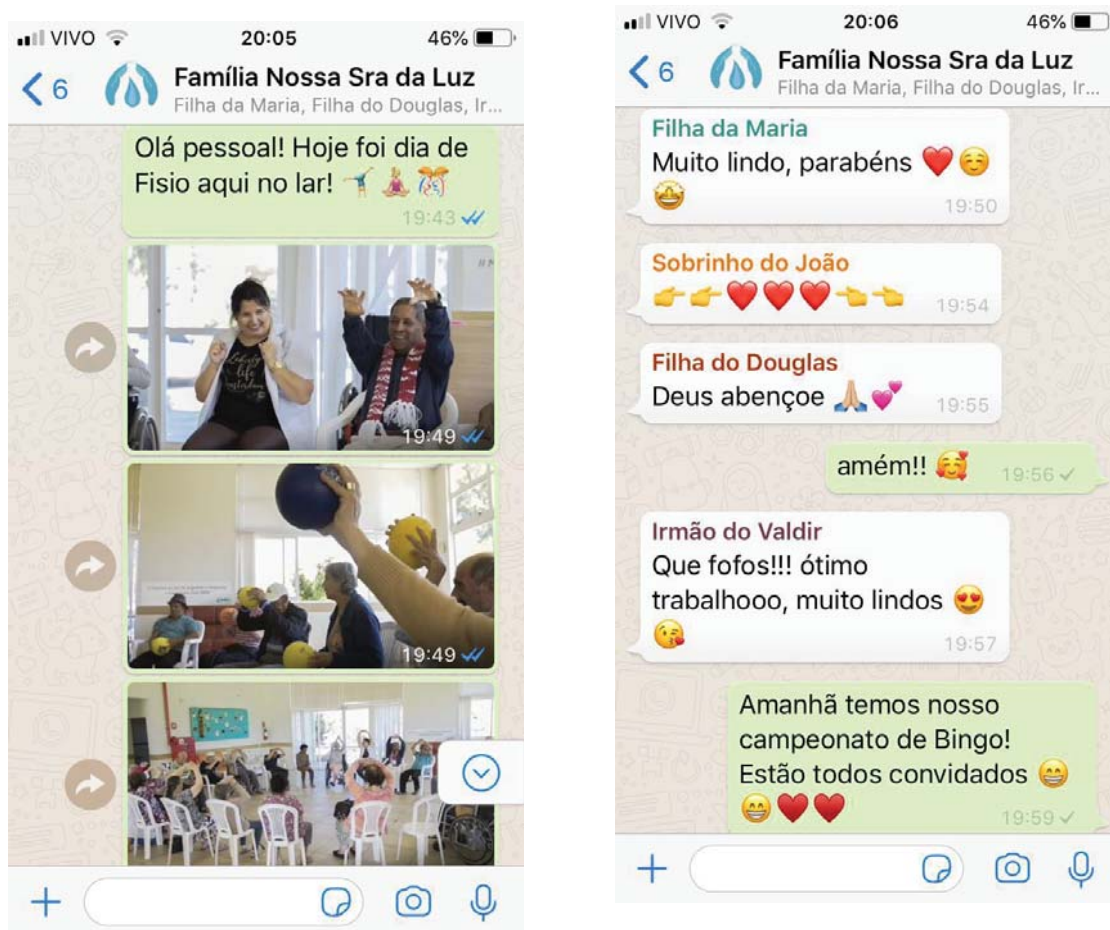 VIVO 20:05 46%
6 Família Nossa Sra da Luz
Filha da Maria, Filha do Douglas, Ir...
Olá pessoal! Hoje foi dia de
Fisio aqui no lar! 🤸🧘🎊
19:43
19:49
19:49
VIVO 20:06 46%
6 Família Nossa Sra da Luz
Filha da Maria, Filha do Douglas, Ir...
Filha da Maria
Muito lindo, parabéns ❤️☺️
🤩 19:50
Sobrinho do João
👉👉❤️❤️❤️👈👈 19:54
Filha do Douglas
Deus abençoe 🙏🏼💕 19:55
amém!! 🥰 19:56
Irmão do Valdir
Que fofos!!! ótimo
trabalhooo, muito lindos 😍
😘 19:57
Amanhã temos nosso
campeonato de Bingo!
Estão todos convidados 😁
😁❤️❤️ 19:59